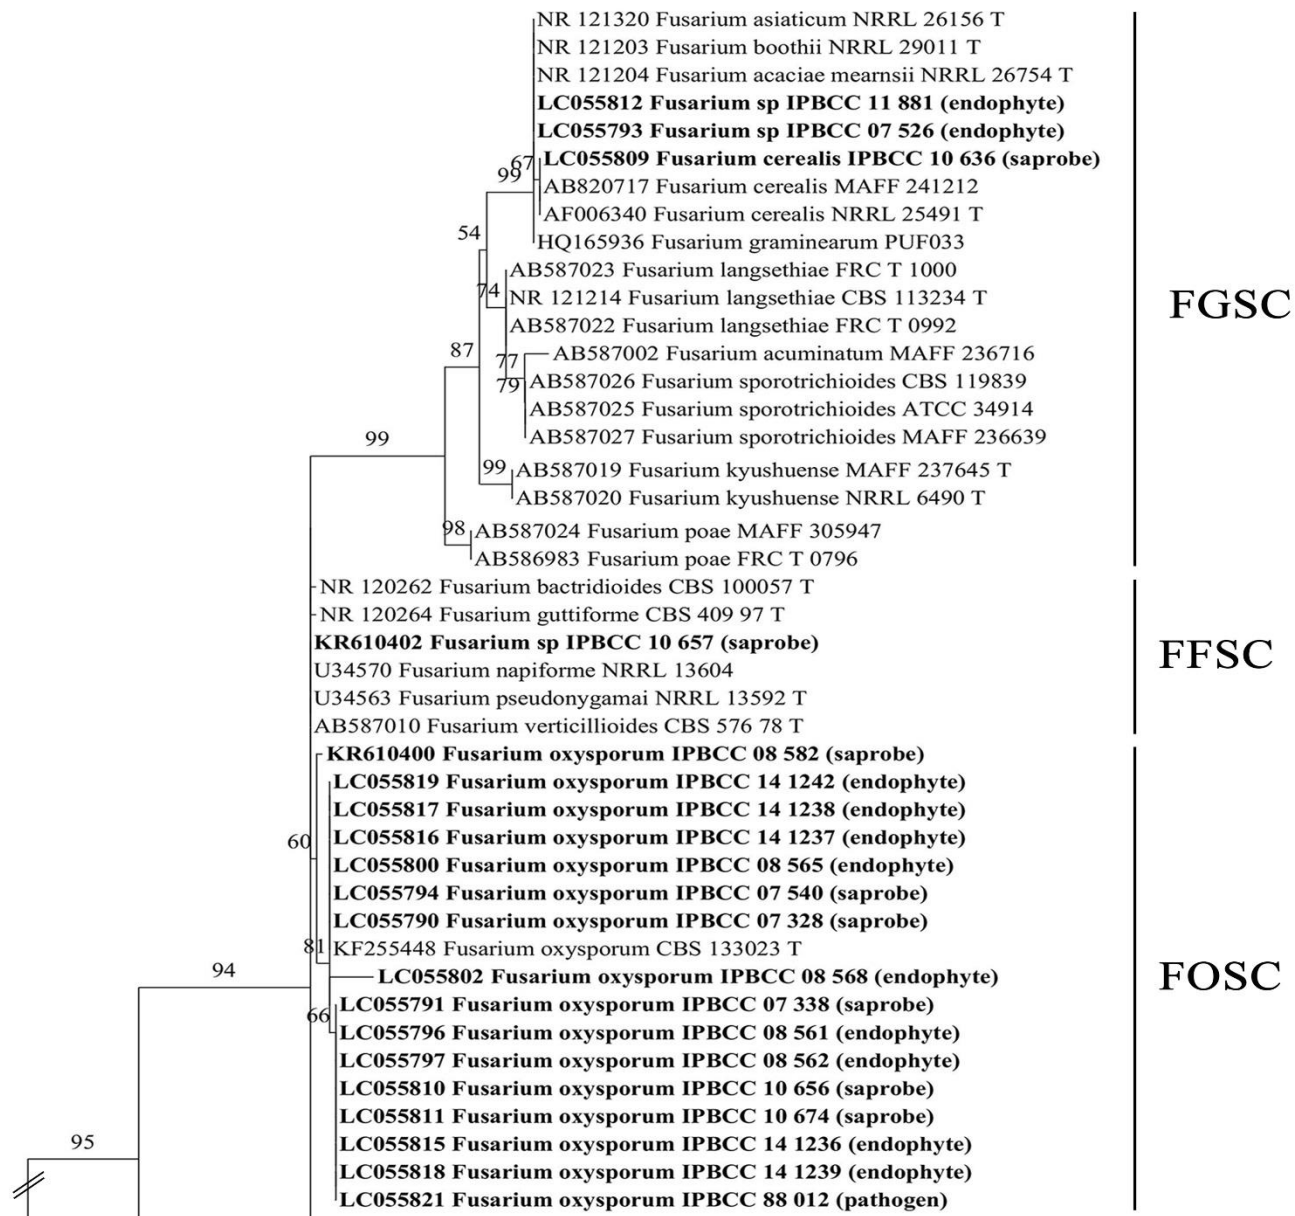 NR 121320 Fusarium asiaticum NRRL 26156 T
NR 121203 Fusarium boothii NRRL 29011 T
NR 121204 Fusarium acaciae mearnsii NRRL 26754 T
LC055812 Fusarium sp IPBCC 11 881 (endophyte)
LC055793 Fusarium sp IPBCC 07 526 (endophyte)
67
LC055809 Fusarium cerealis IPBCC 10 636 (saprobe)
99
AB820717 Fusarium cerealis MAFF 241212
AF006340 Fusarium cerealis NRRL 25491 T
54
HQ165936 Fusarium graminearum PUF033
AB587023 Fusarium langsethiae FRC T 1000
74
NR 121214 Fusarium langsethiae CBS 113234 T
FGSC
AB587022 Fusarium langsethiae FRC T 0992
87
77
AB587002 Fusarium acuminatum MAFF 236716
79
AB587026 Fusarium sporotrichioides CBS 119839
AB587025 Fusarium sporotrichioides ATCC 34914
99
AB587027 Fusarium sporotrichioides MAFF 236639
99
AB587019 Fusarium kyushuense MAFF 237645 T
AB587020 Fusarium kyushuense NRRL 6490 T
98
AB587024 Fusarium poae MAFF 305947
AB586983 Fusarium poae FRC T 0796
NR 120262 Fusarium bactridioides CBS 100057 T
NR 120264 Fusarium guttiforme CBS 409 97 T
KR610402 Fusarium sp IPBCC 10 657 (saprobe)
FFSC
U34570 Fusarium napiforme NRRL 13604
U34563 Fusarium pseudonygamai NRRL 13592 T
AB587010 Fusarium verticillioides CBS 576 78 T
KR610400 Fusarium oxysporum IPBCC 08 582 (saprobe)
LC055819 Fusarium oxysporum IPBCC 14 1242 (endophyte)
LC055817 Fusarium oxysporum IPBCC 14 1238 (endophyte)
60
LC055816 Fusarium oxysporum IPBCC 14 1237 (endophyte)
LC055800 Fusarium oxysporum IPBCC 08 565 (endophyte)
LC055794 Fusarium oxysporum IPBCC 07 540 (saprobe)
LC055790 Fusarium oxysporum IPBCC 07 328 (saprobe)
81
KF255448 Fusarium oxysporum CBS 133023 T
94
LC055802 Fusarium oxysporum IPBCC 08 568 (endophyte)
FOSC
LC055791 Fusarium oxysporum IPBCC 07 338 (saprobe)
66
LC055796 Fusarium oxysporum IPBCC 08 561 (endophyte)
LC055797 Fusarium oxysporum IPBCC 08 562 (endophyte)
LC055810 Fusarium oxysporum IPBCC 10 656 (saprobe)
LC055811 Fusarium oxysporum IPBCC 10 674 (saprobe)
95
LC055815 Fusarium oxysporum IPBCC 14 1236 (endophyte)
LC055818 Fusarium oxysporum IPBCC 14 1239 (endophyte)
LC055821 Fusarium oxysporum IPBCC 88 012 (pathogen)